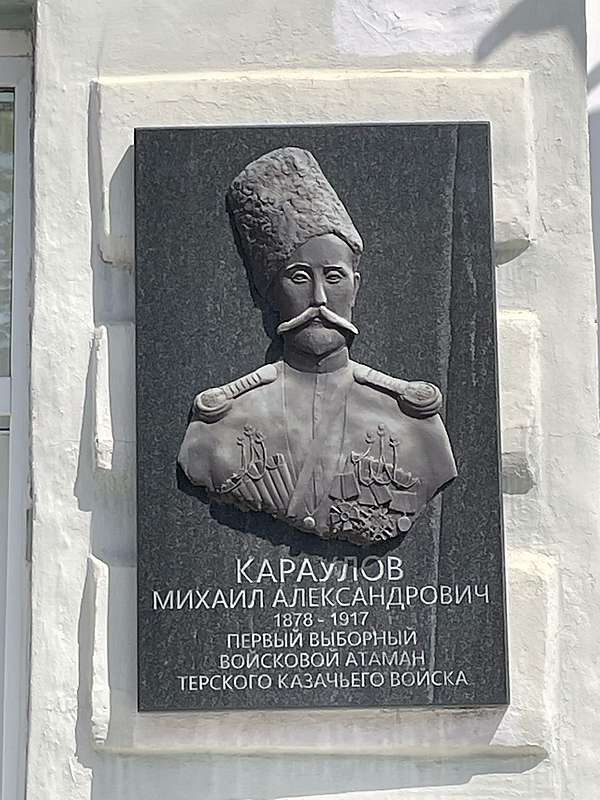 КАРАУЛОВ
МИХАИЛ АЛЕКСАНДРОВИЧ
1878 - 1917
ПЕРВЫЙ ВЫБОРНЫЙ
ВОЙСКОВОЙ АТАМАН
ТЕРСКОГО КАЗАЧЬЕГО ВОЙСКА